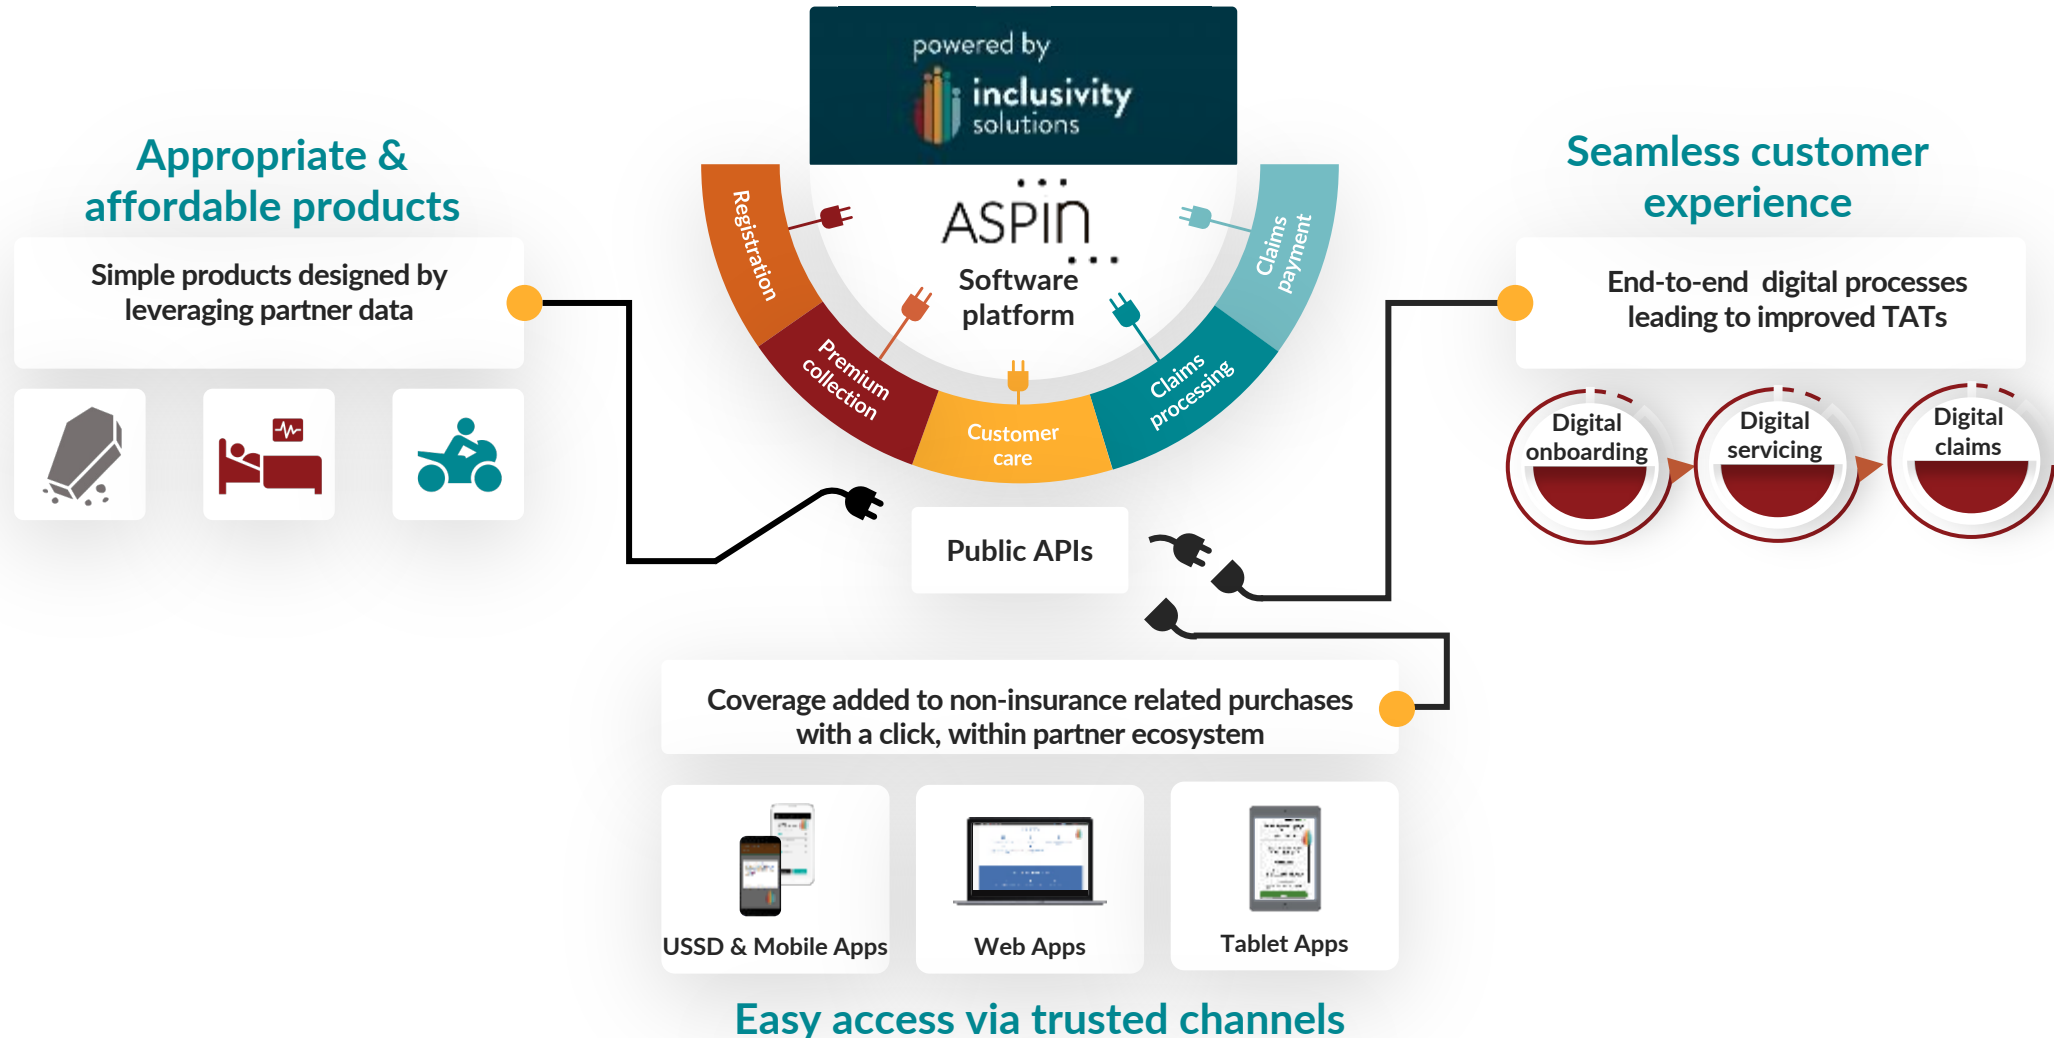 powered by
inclusivity
solutions
Appropriate &
affordable products
Simple products designed by
leveraging partner data
ASPin
Software
platform
Registration
Premium
collection
Customer
care
Claims
processing
Claims
payment
Public APIs
Seamless customer
experience
End-to-end digital processes
leading to improved TATs
Digital
onboarding
Digital
servicing
Digital
claims
Coverage added to non-insurance related purchases
with a click, within partner ecosystem
USSD & Mobile Apps
Web Apps
Tablet Apps
Easy access via trusted channels